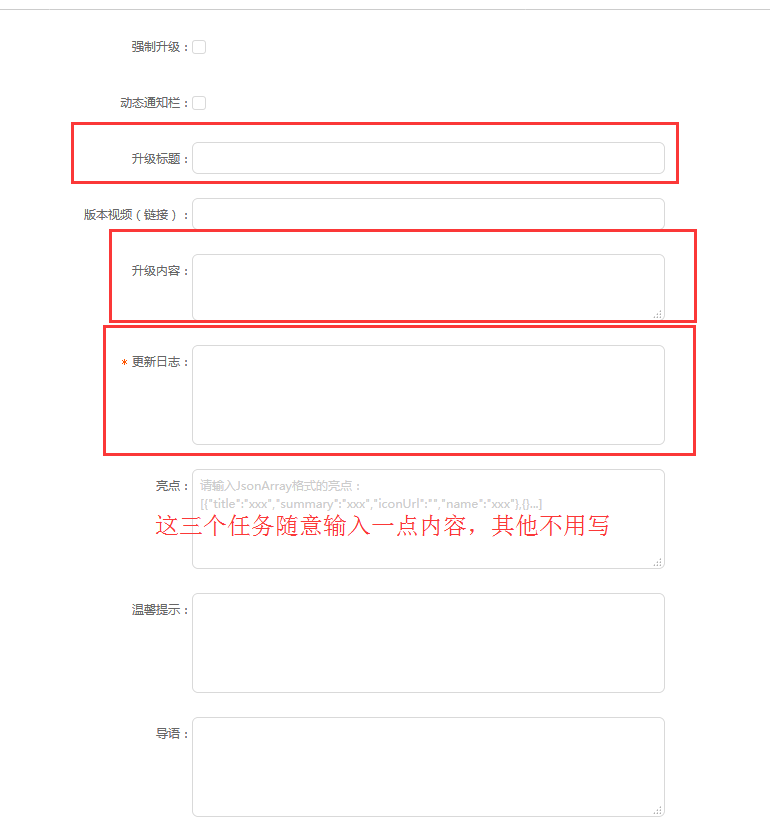 强制升级：
动态通知栏：
升级标题：
版本视频（链接）：
升级内容：
* 更新日志：
亮点： 请输入JsonArray格式的亮点：
[{"title":"xxx","summary":"xxx","iconUrl":"","name":"xxx"},{}...]
这三个任务随意输入一点内容，其他不用写
温馨提示：
导语：